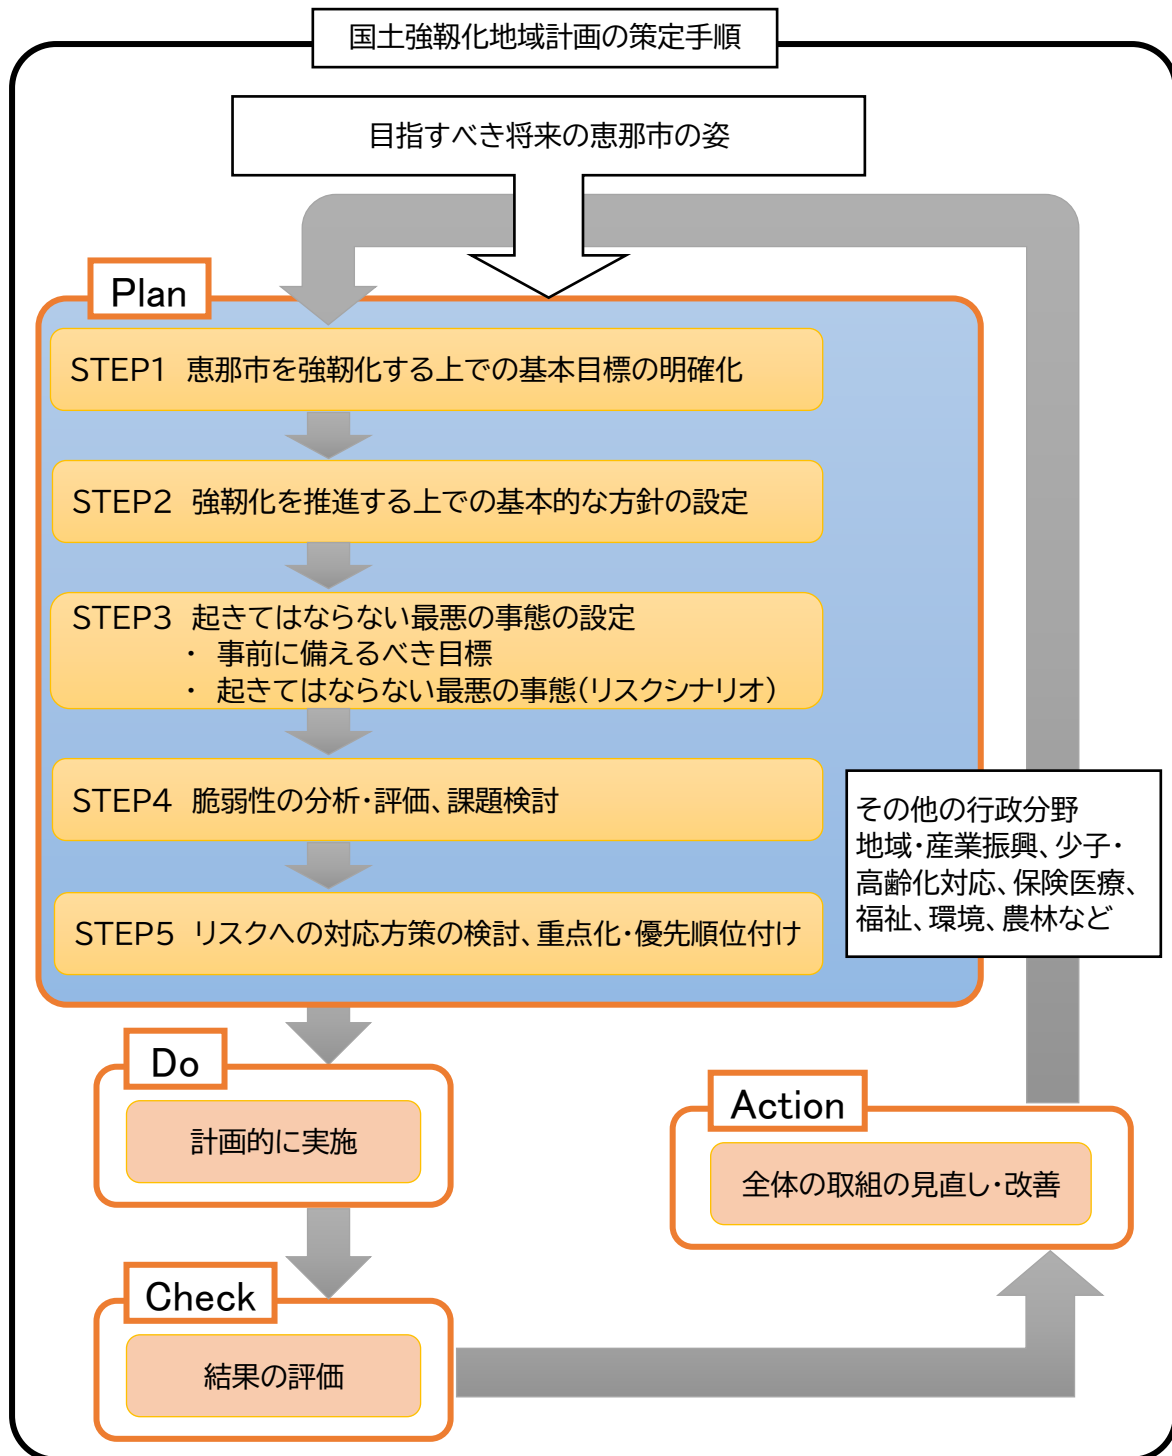 国土強靱化地域計画の策定手順
目指すべき将来の恵那市の姿
Plan
STEP1 恵那市を強靱化する上での基本目標の明確化
STEP2 強靱化を推進する上での基本的な方針の設定
STEP3 起きてはならない最悪の事態の設定
・ 事前に備えるべき目標
・ 起きてはならない最悪の事態（リスクシナリオ）
STEP4 脆弱性の分析・評価、課題検討
STEP5 リスクへの対応方策の検討、重点化・優先順位付け
その他の行政分野
地域・産業振興、少子・
高齢化対応、保険医療、
福祉、環境、農林など
Do
計画的に実施
Check
結果の評価
Action
全体の取組の見直し・改善